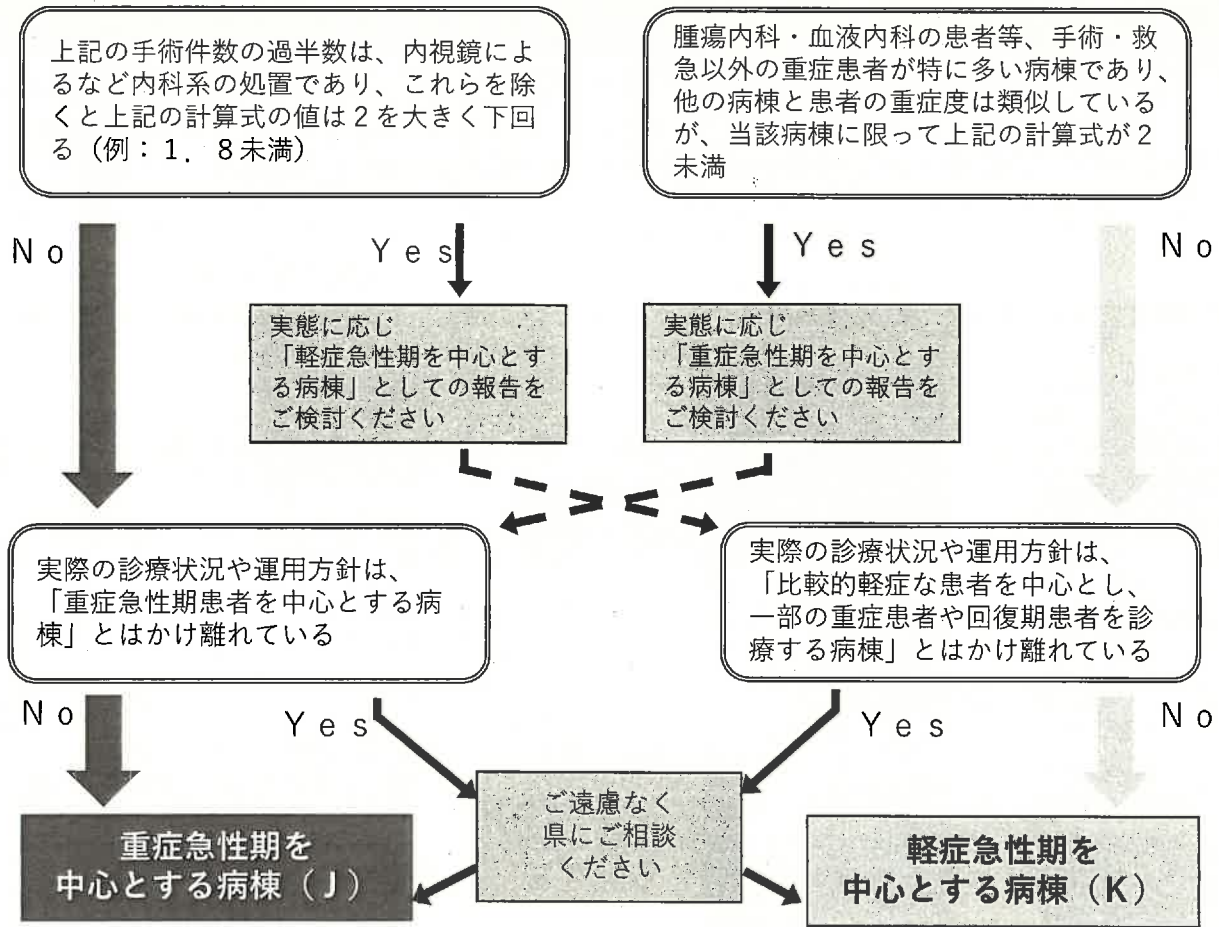 上記の手術件数の過半数は、内視鏡によ
るなど内科系の処置であり、これらを除
くと上記の計算式の値は2を大きく下回
る（例：1．8未満）
腫瘍内科・血液内科の患者等、手術・救
急以外の重症患者が特に多い病棟であり、
他の病棟と患者の重症度は類似している
が、当該病棟に限って上記の計算式が2
未満
No
Yes
Yes
No
実態に応じ
「軽症急性期を中心とす
る病棟」としての報告を
ご検討ください
実態に応じ
「重症急性期を中心とす
る病棟」としての報告を
ご検討ください
実際の診療状況や運用方針は、
「重症急性期患者を中心とする病
棟」とはかけ離れている
実際の診療状況や運用方針は、
「比較的軽症な患者を中心とし、
一部の重症患者や回復期患者を診
療する病棟」とはかけ離れている
No
Yes
Yes
No
ご遠慮なく
県にご相談
ください
重症急性期を
中心とする病棟（J）
軽症急性期を
中心とする病棟（K）